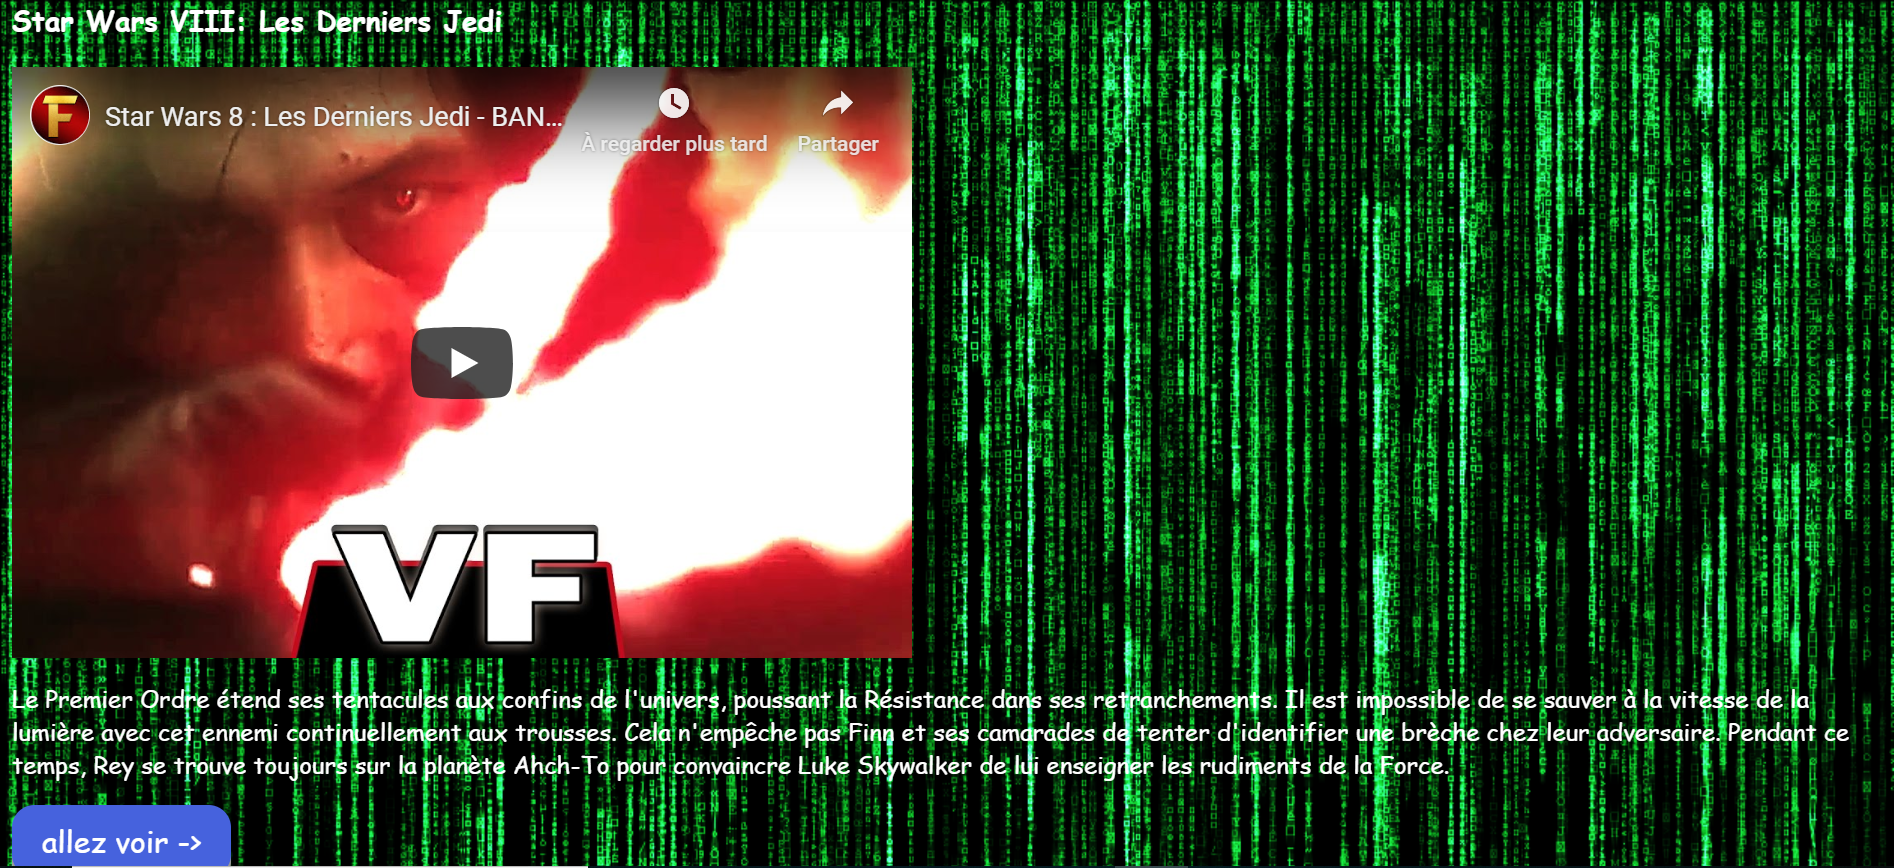 Star Wars VIII: Les Derniers Jedi
F
Star Wars 8 : Les Derniers Jedi - BAN...
À regarder plus tard
Partager
VF
Le Premier Ordre étend ses tentacules aux confins de l'univers, poussant la Résistance dans ses retranchements. Il est impossible de se sauver à la vitesse de la
lumière avec cet ennemi continuellement aux trousses. Cela n'empêche pas Finn et ses camarades de tenter d'identifier une brèche chez leur adversaire. Pendant ce
temps, Rey se trouve toujours sur la planète Ahch-To pour convaincre Luke Skywalker de lui enseigner les rudiments de la Force.
allez voir ->